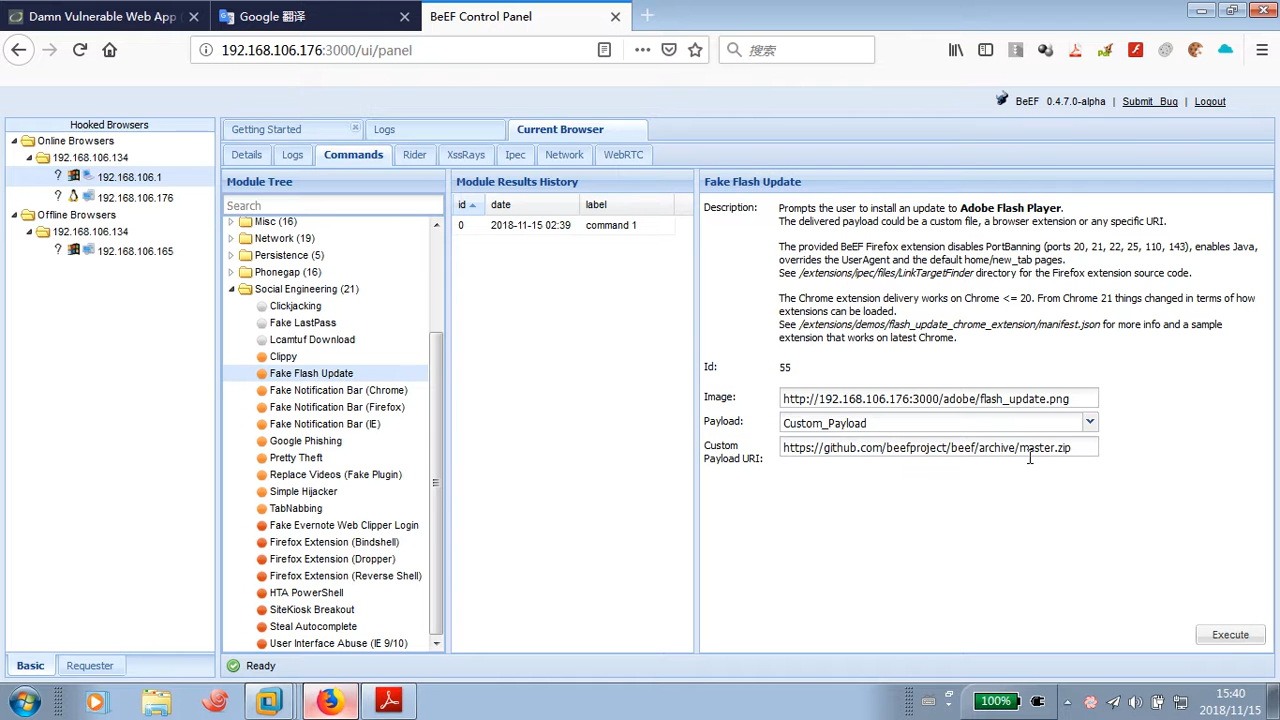 Damn Vulnerable Web App
Google 翻译
BeEF Control Panel
192.168.106.176:3000/ui/panel
搜索
BeEF 0.4.7.0-alpha | Submit Bug | Logout
Hooked Browsers
Online Browsers
192.168.106.134
? 192.168.106.1
? 192.168.106.176
Offline Browsers
192.168.106.134
? 192.168.106.165
Basic
Requester
Getting Started
Logs
Current Browser
Details
Logs
Commands
Rider
XssRays
Ipec
Network
WebRTC
Module Tree
Search
Misc (16)
Network (19)
Persistence (5)
Phonegap (16)
Social Engineering (21)
Clickjacking
Fake LastPass
Lcamtuf Download
Clippy
Fake Flash Update
Fake Notification Bar (Chrome)
Fake Notification Bar (Firefox)
Fake Notification Bar (IE)
Google Phishing
Pretty Theft
Replace Videos (Fake Plugin)
Simple Hijacker
TabNabbing
Fake Evernote Web Clipper Login
Firefox Extension (Bindshell)
Firefox Extension (Dropper)
Firefox Extension (Reverse Shell)
HTA PowerShell
SiteKiosk Breakout
Steal Autocomplete
User Interface Abuse (IE 9/10)
Ready
Module Results History
id date label
0 2018-11-15 02:39 command 1
Fake Flash Update
Description: Prompts the user to install an update to Adobe Flash Player.
The delivered payload could be a custom file, a browser extension or any specific URI.
The provided BeEF Firefox extension disables PortBanning (ports 20, 21, 22, 25, 110, 143), enables Java,
overrides the UserAgent and the default home/new_tab pages.
See /extensions/ipec/files/LinkTargetFinder directory for the Firefox extension source code.
The Chrome extension delivery works on Chrome <= 20. From Chrome 21 things changed in terms of how
extensions can be loaded.
See /extensions/demos/flash_update_chrome_extension/manifest.json for more info and a sample
extension that works on latest Chrome.
Id: 55
Image: http://192.168.106.176:3000/adobe/flash_update.png
Payload: Custom_Payload
Custom
Payload URI: https://github.com/beefproject/beef/archive/master.zip
Execute
100%
15:40
2018/11/15